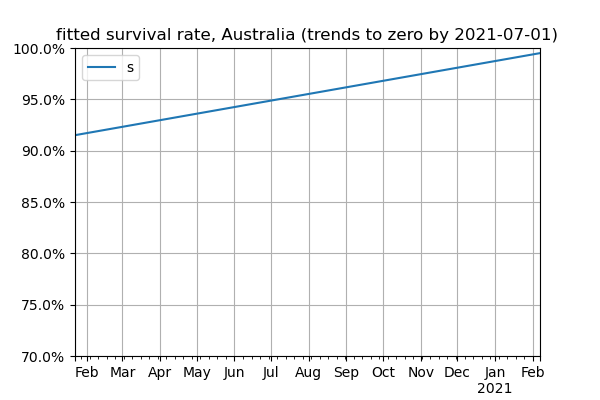 fitted survival rate, Australia (trends to zero by 2021-07-01)
100.0%
s
95.0%
90.0%
85.0%
80.0%
75.0%
70.0%
Feb Mar Apr May Jun Jul Aug Sep Oct Nov Dec Jan Feb
2021